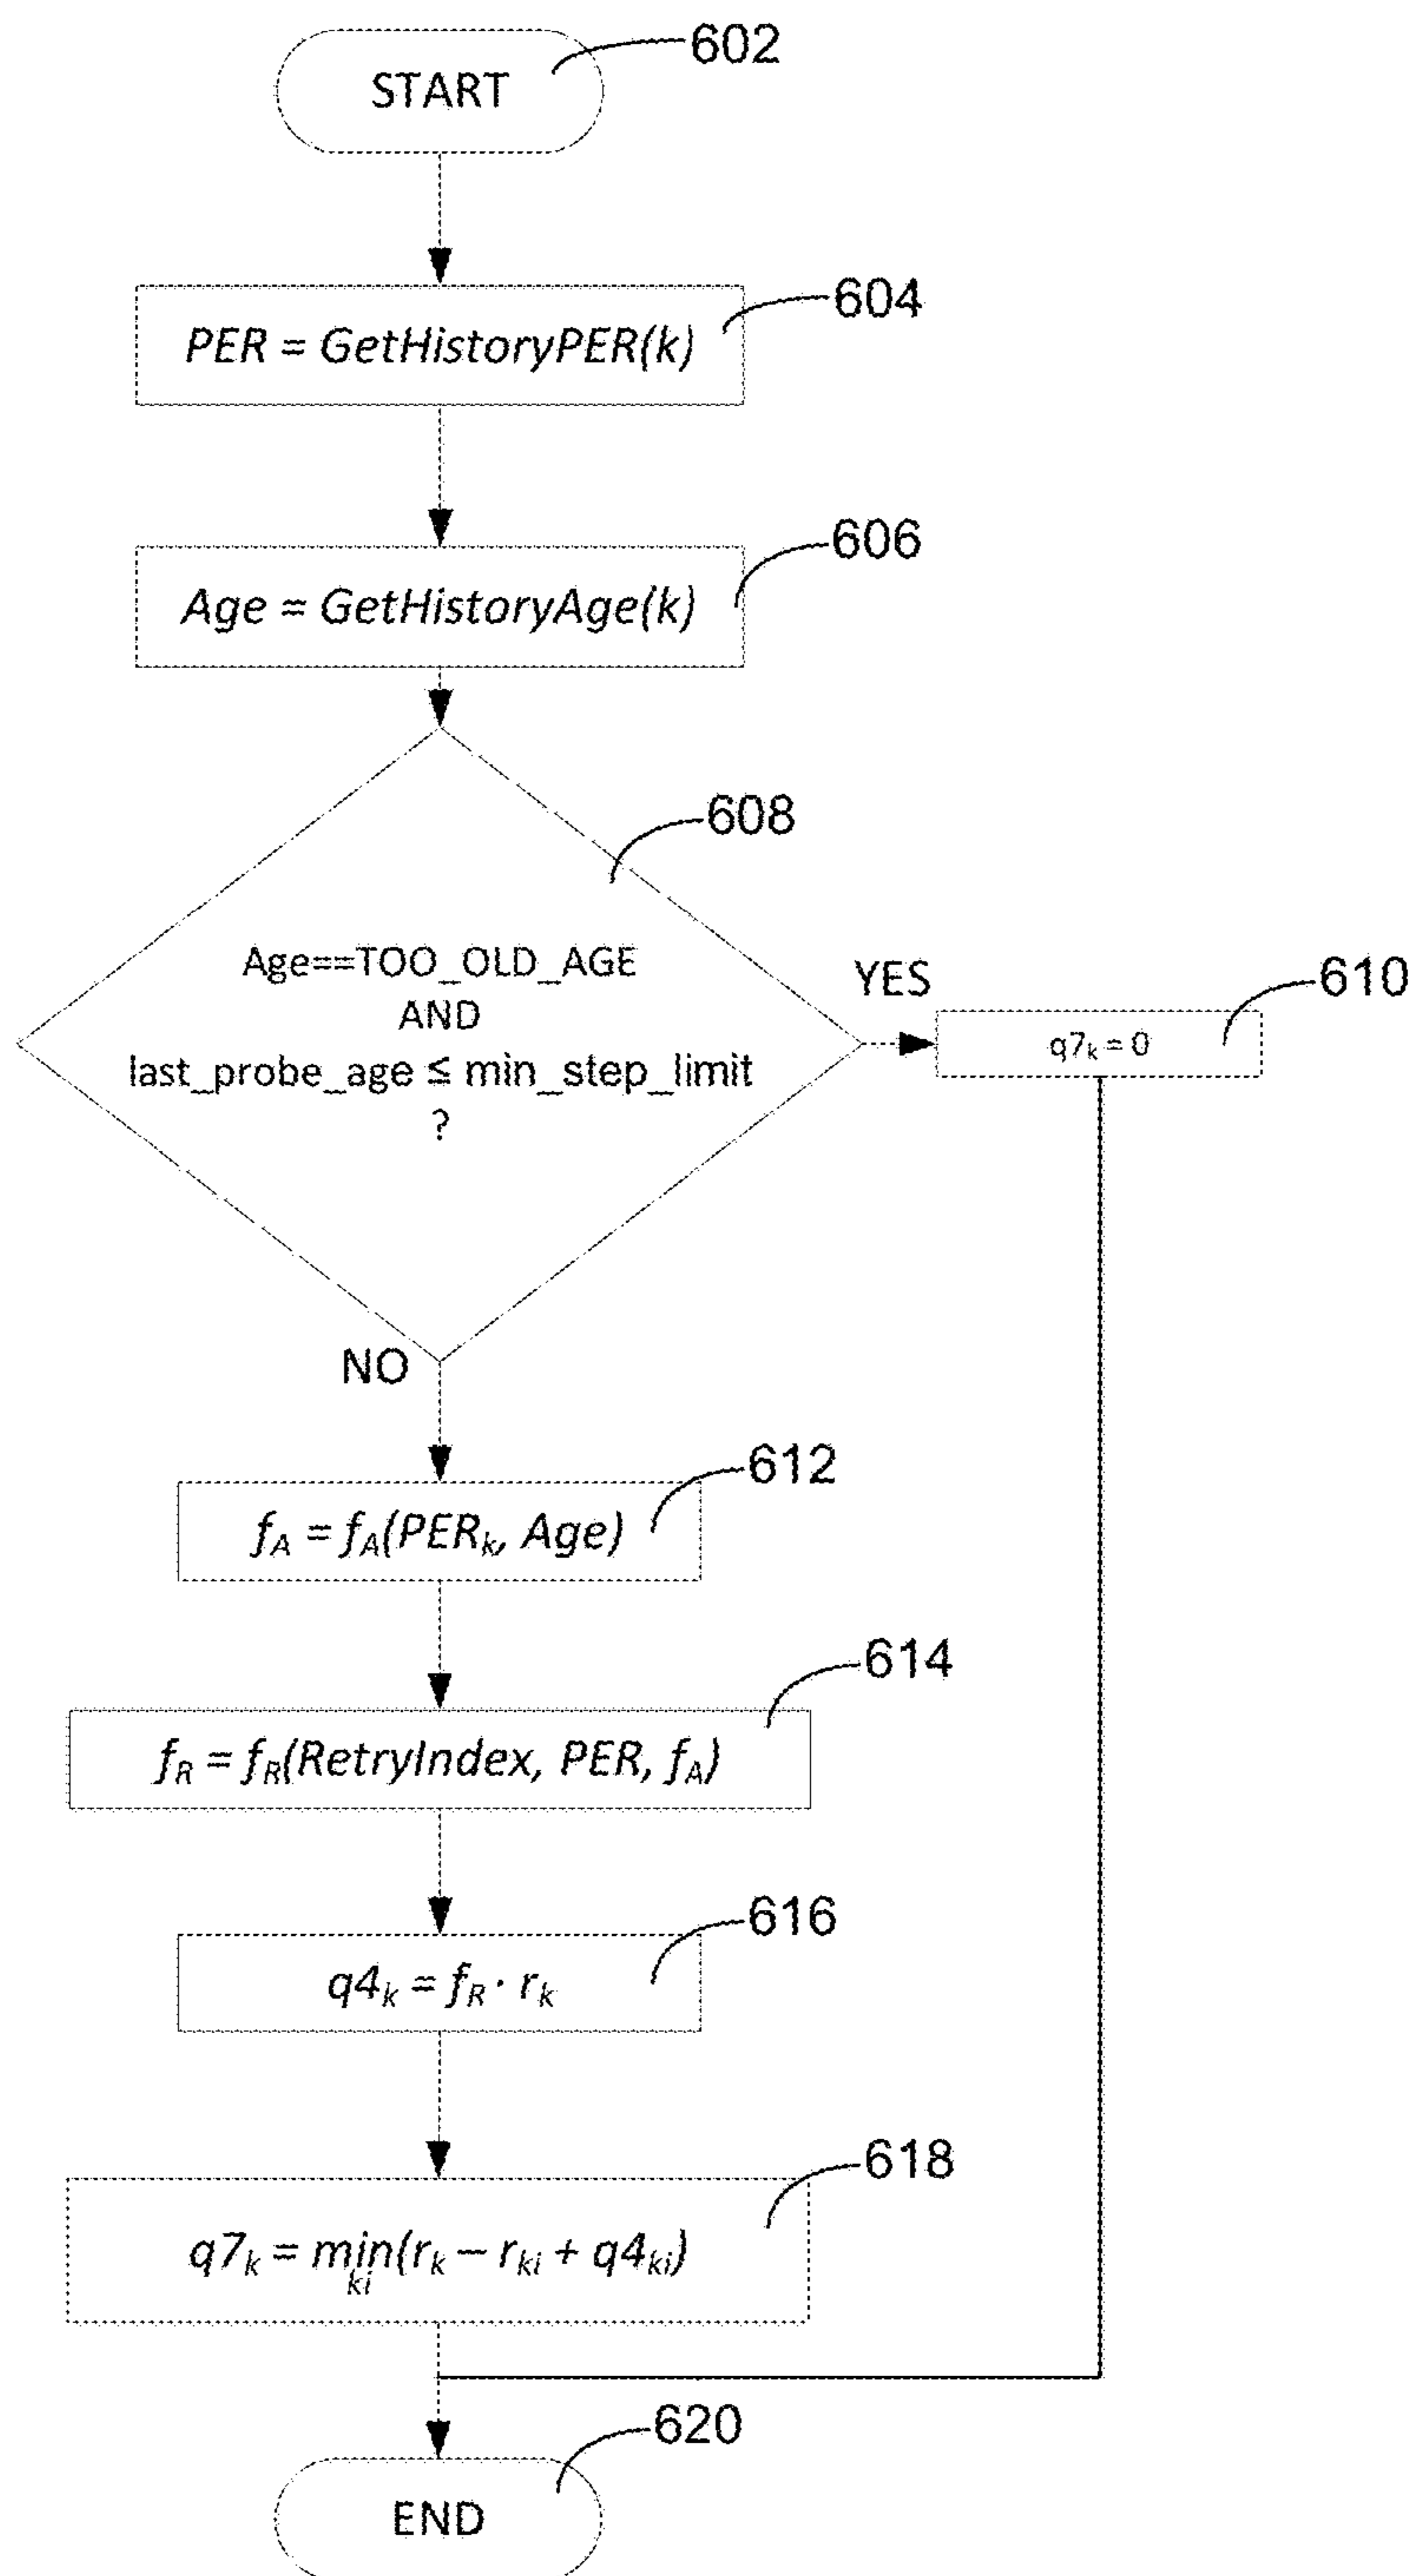 602
START
604
PER = GetHistoryPER(k)
606
Age = GetHistoryAge(k)
608
Age==TOO_OLD_AGE
AND
last_probe_age ≤ min_step_limit
?
YES
610
q7k = 0
NO
612
fA = fA(PERk, Age)
614
fR = fR(RetryIndex, PER, fA)
616
q4k = fR · rk
618
q7k = min(rk – rki + q4ki)
ki
620
END